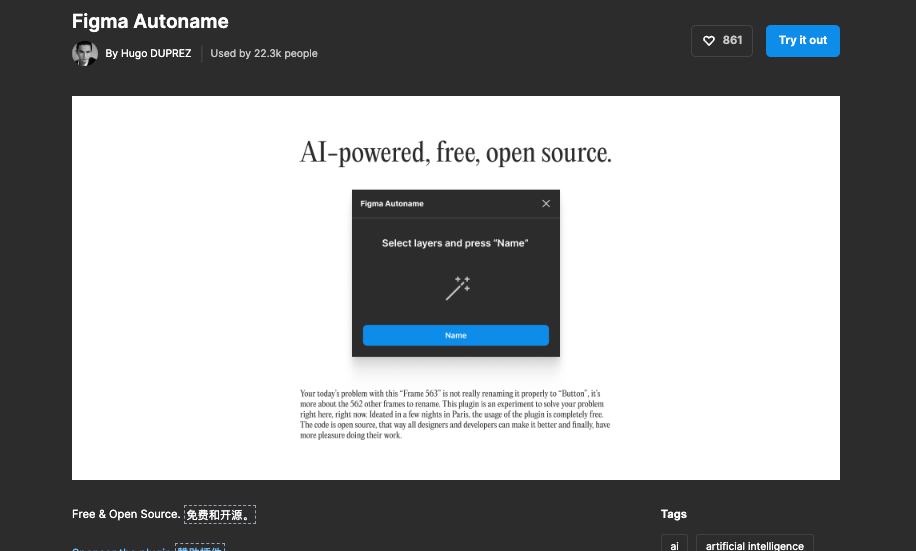 Figma Autoname
By Hugo DUPREZ
Used by 22.3k people
861
Try it out
AI-powered, free, open source.
Figma Autoname
Select layers and press “Name”
Name
Your today's problem with this “Frame 563” is not really renaming it properly to “Button”, it's
more about the 562 other frames to rename. This plugin is an experiment to solve your problem
right here, right now. Ideated in a few nights in Paris, the usage of the plugin is completely free.
The code is open source, that way all designers and developers can make it better and finally, have
more pleasure doing their work.
Free & Open Source. 免费和开源。
Tags
ai
artificial intelligence